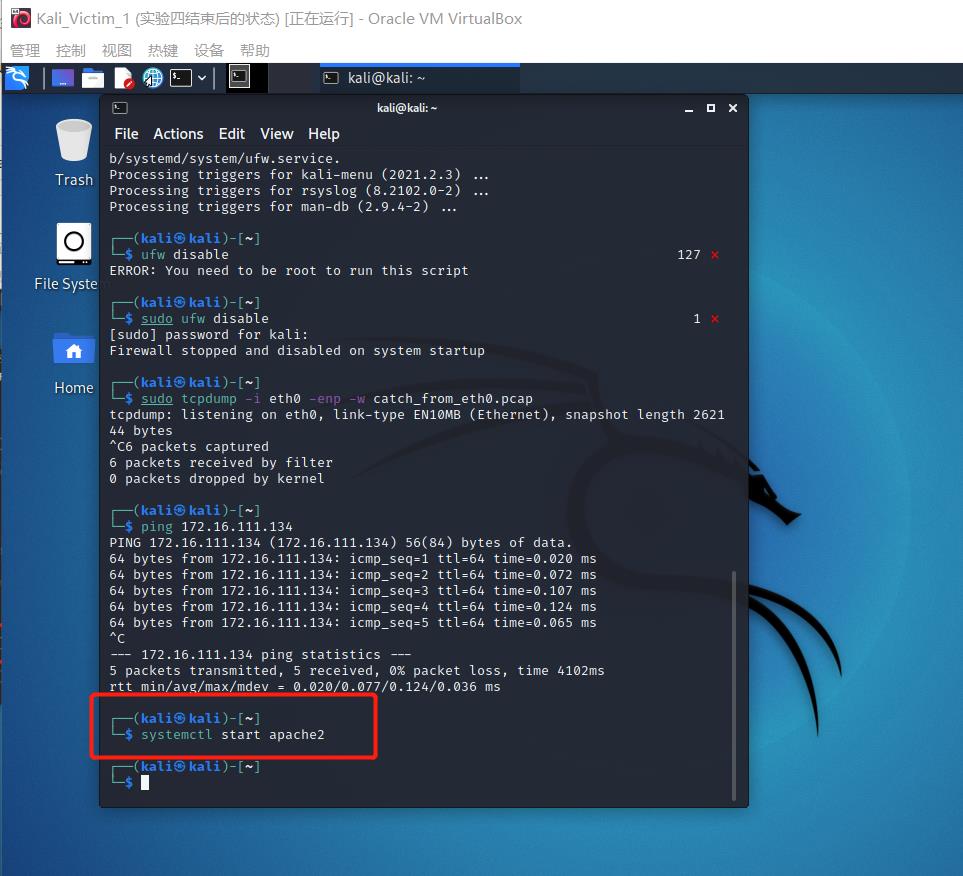 Kali_Victim_1 (实验四结束后的状态) [正在运行] - Oracle VM VirtualBox
管理 控制 视图 热键 设备 帮助
kali@kali: ~
kali@kali: ~
File Actions Edit View Help
Trash
File Syste
Home
b/systemd/system/ufw.service.
Processing triggers for kali-menu (2021.2.3) ...
Processing triggers for rsyslog (8.2102.0-2) ...
Processing triggers for man-db (2.9.4-2) ...
┌──(kali㉿kali)-[~]
└─$ ufw disable 127 ⨯
ERROR: You need to be root to run this script
┌──(kali㉿kali)-[~]
└─$ sudo ufw disable 1 ⨯
[sudo] password for kali:
Firewall stopped and disabled on system startup
┌──(kali㉿kali)-[~]
└─$ sudo tcpdump -i eth0 -enp -w catch_from_eth0.pcap
tcpdump: listening on eth0, link-type EN10MB (Ethernet), snapshot length 2621
44 bytes
^C6 packets captured
6 packets received by filter
0 packets dropped by kernel
┌──(kali㉿kali)-[~]
└─$ ping 172.16.111.134
PING 172.16.111.134 (172.16.111.134) 56(84) bytes of data.
64 bytes from 172.16.111.134: icmp_seq=1 ttl=64 time=0.020 ms
64 bytes from 172.16.111.134: icmp_seq=2 ttl=64 time=0.072 ms
64 bytes from 172.16.111.134: icmp_seq=3 ttl=64 time=0.107 ms
64 bytes from 172.16.111.134: icmp_seq=4 ttl=64 time=0.124 ms
64 bytes from 172.16.111.134: icmp_seq=5 ttl=64 time=0.065 ms
^C
--- 172.16.111.134 ping statistics ---
5 packets transmitted, 5 received, 0% packet loss, time 4102ms
rtt min/avg/max/mdev = 0.020/0.077/0.124/0.036 ms
┌──(kali㉿kali)-[~]
└─$ systemctl start apache2
┌──(kali㉿kali)-[~]
└─$